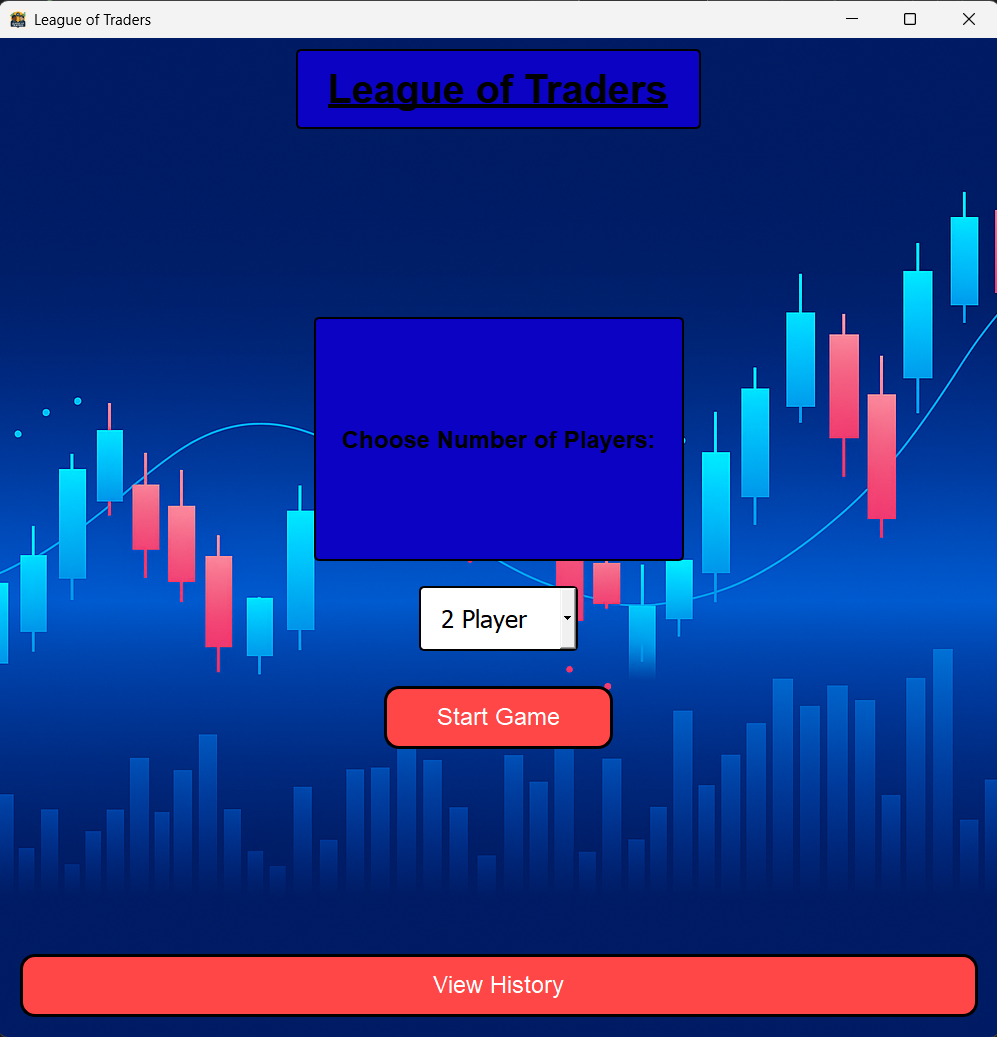 League of Traders
League of Traders
Choose Number of Players:
2 Player
Start Game
View History